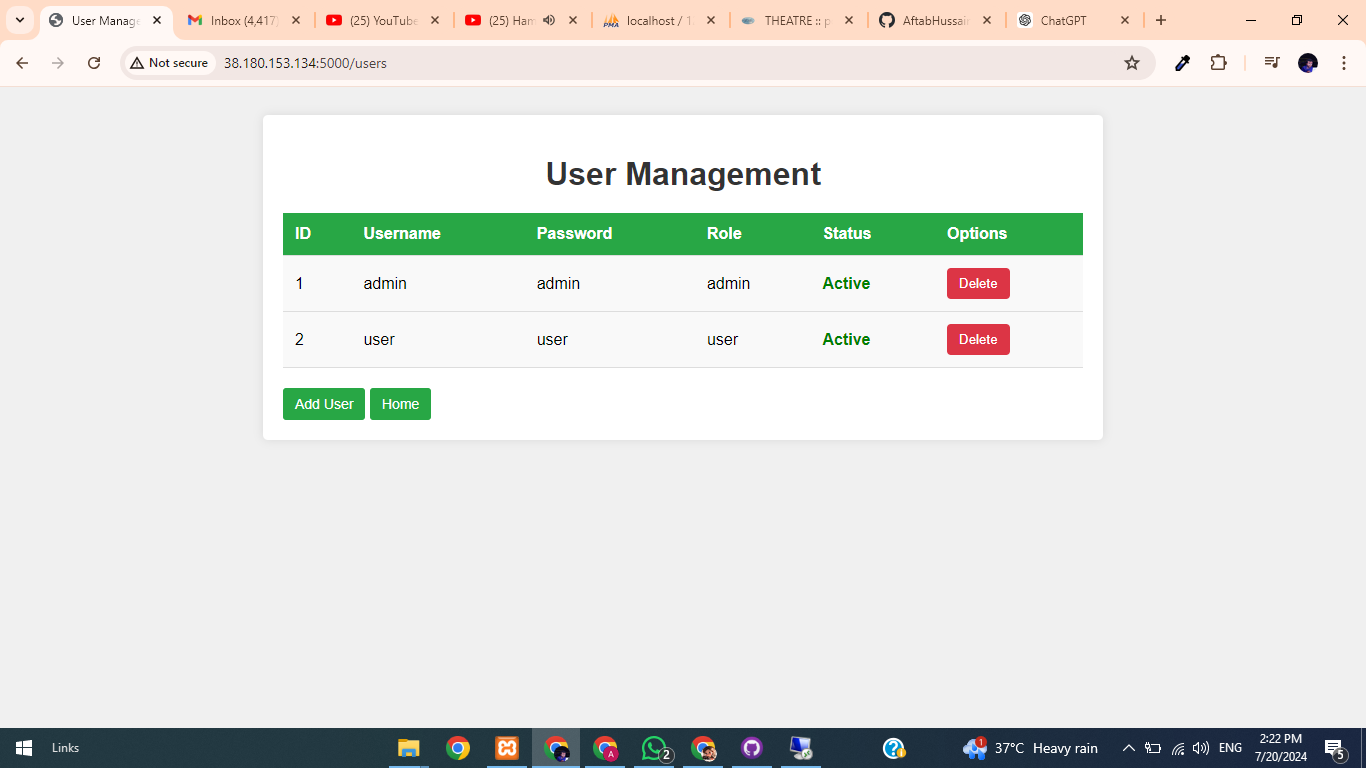 User Manage
Inbox (4,417)
(25) YouTube
(25) Ham
localhost / 1
THEATRE :: p
AftabHussai
ChatGPT
Not secure
38.180.153.134:5000/users
User Management
ID Username Password Role Status Options
1 admin admin admin Active Delete
2 user user user Active Delete
Add User Home
Links
2
1
37°C Heavy rain
ENG
2:22 PM
7/20/2024
5